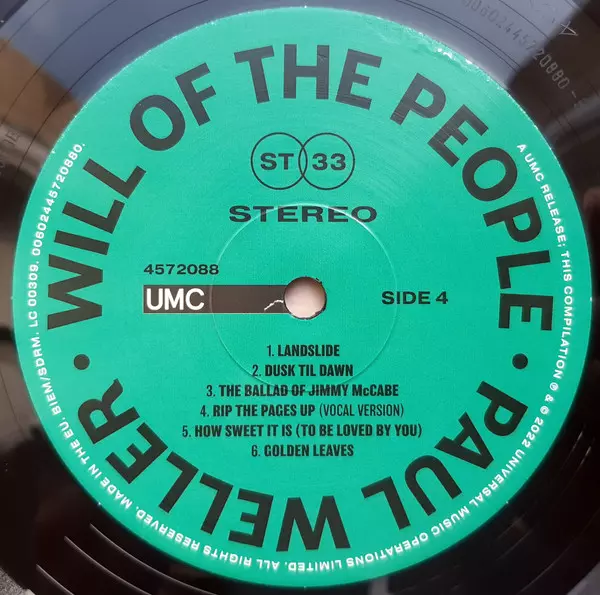 WILL OF THE PEOPLE • PAUL WELLER •
ST 33
STEREO
4572088
UMC
SIDE 4
1. LANDSLIDE
2. DUSK TIL DAWN
3. THE BALLAD OF JIMMY McCABE
4. RIP THE PAGES UP (VOCAL VERSION)
5. HOW SWEET IT IS (TO BE LOVED BY YOU)
6. GOLDEN LEAVES
A UMC RELEASE; THIS COMPILATION ℗ & © 2022 UNIVERSAL MUSIC OPERATIONS LIMITED. ALL RIGHTS RESERVED. MADE IN THE EU. BIEM/SDRM. LC 00309. 00602445720880.
00602445720880